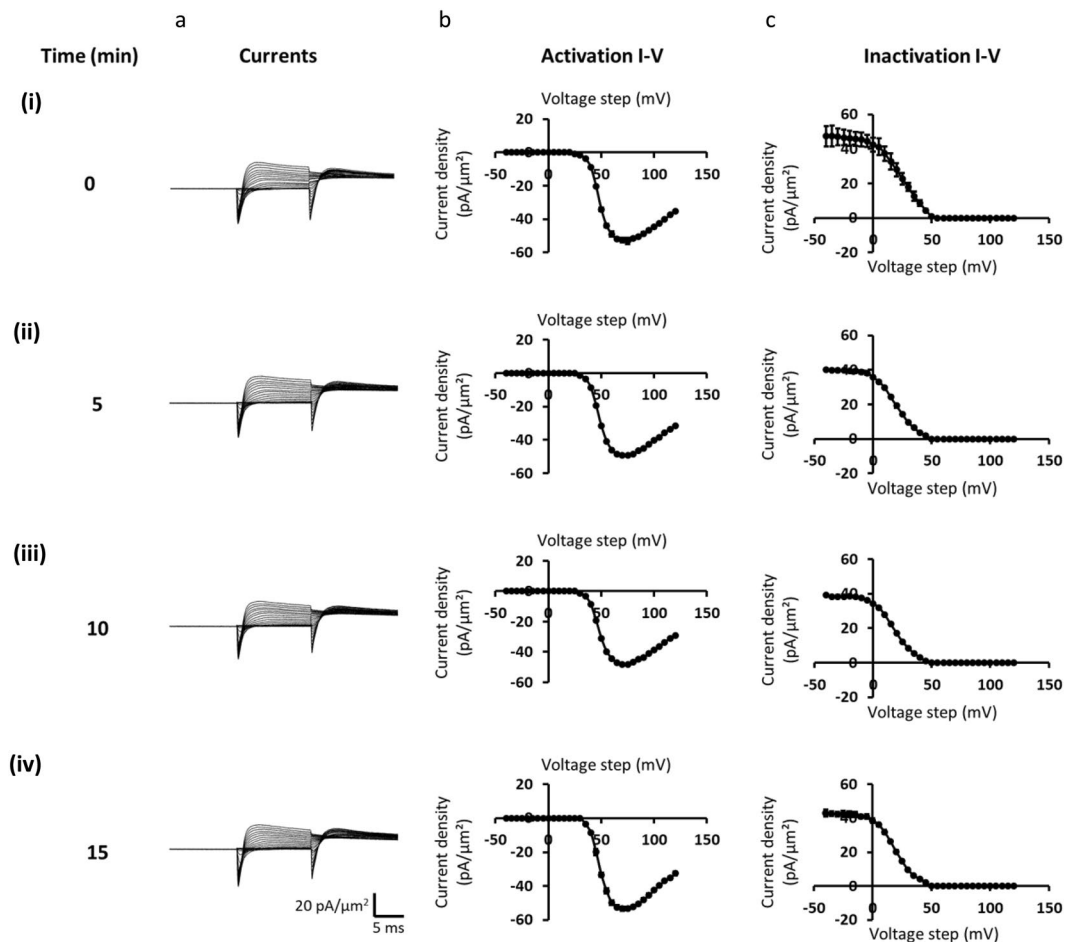 a b c
Time (min) Currents Activation I-V Inactivation I-V
(i)
0
Voltage step (mV)
20
0
-50 0 50 100 150
-20
-40
-60
Current density
(pA/µm²)
60
40
20
0
-50 0 50 100 150
-20
Current density
(pA/µm²)
Voltage step (mV)
(ii)
5
Voltage step (mV)
20
0
-50 0 50 100 150
-20
-40
-60
Current density
(pA/µm²)
60
40
20
0
-50 0 50 100 150
-20
Current density
(pA/µm²)
Voltage step (mV)
(iii)
10
Voltage step (mV)
20
0
-50 0 50 100 150
-20
-40
-60
Current density
(pA/µm²)
60
40
20
0
-50 0 50 100 150
-20
Current density
(pA/µm²)
Voltage step (mV)
(iv)
15
20 pA/µm²
5 ms
Voltage step (mV)
20
0
-50 0 50 100 150
-20
-40
-60
Current density
(pA/µm²)
60
40
20
0
-50 0 50 100 150
-20
Current density
(pA/µm²)
Voltage step (mV)